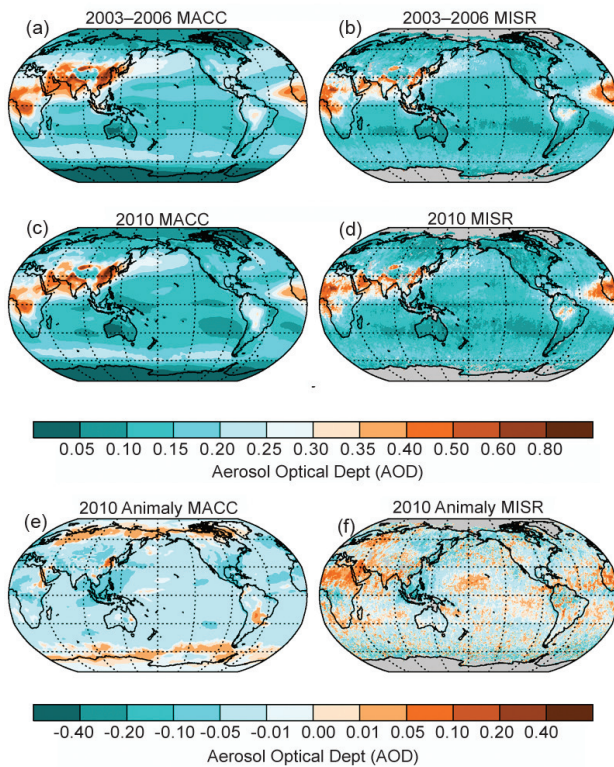 (a) 2003–2006 MACC
(b) 2003–2006 MISR
(c) 2010 MACC
(d) 2010 MISR
0.05 0.10 0.15 0.20 0.25 0.30 0.35 0.40 0.50 0.60 0.80
Aerosol Optical Dept (AOD)
(e) 2010 Animaly MACC
(f) 2010 Animaly MISR
-0.40 -0.20 -0.10 -0.05 -0.01 0.00 0.01 0.05 0.10 0.20 0.40
Aerosol Optical Dept (AOD)